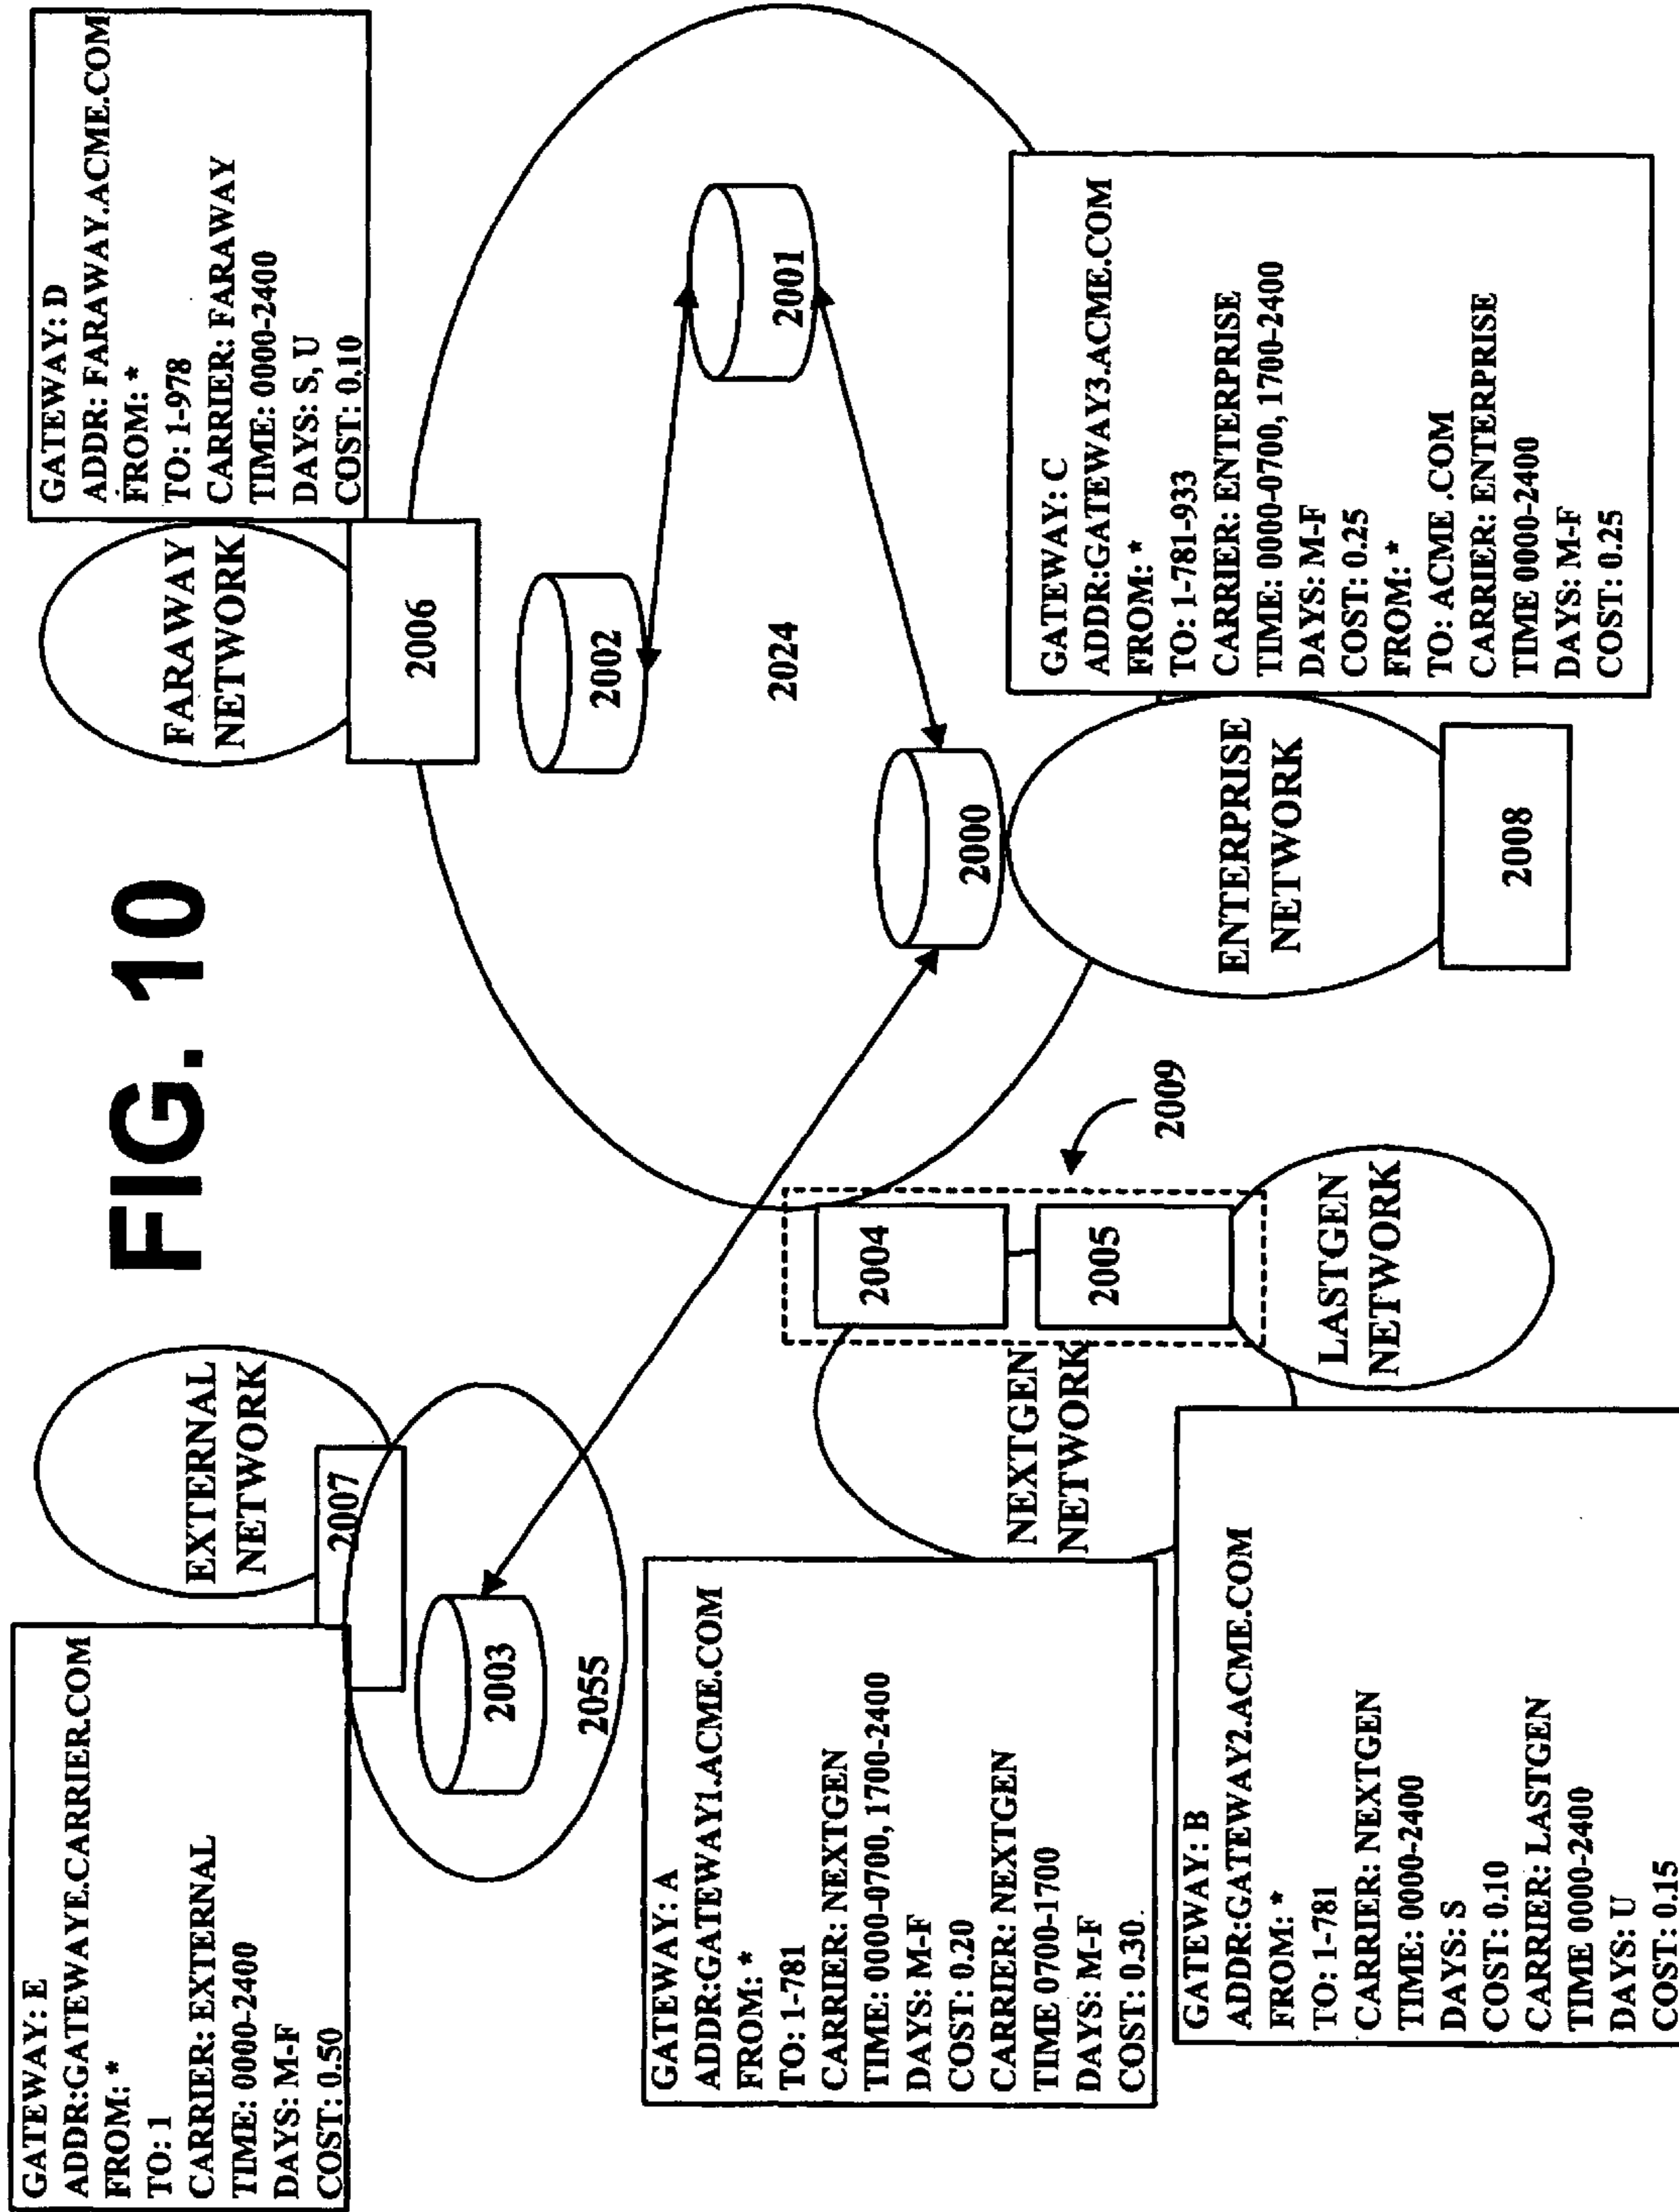 FIG. 10
GATEWAY: E
ADDR:GATEWAYE.CARRIER.COM
FROM: *
TO: 1
CARRIER: EXTERNAL
TIME: 0000-2400
DAYS: M-F
COST: 0.50
EXTERNAL
NETWORK
2007
2003
2055
FARAWAY
NETWORK
2006
GATEWAY: D
ADDR: FARAWAY.ACME.COM
FROM: *
TO: 1-978
CARRIER: FARAWAY
TIME: 0000-2400
DAYS: S, U
COST: 0.10
2002
2001
2024
2000
GATEWAY: A
ADDR:GATEWAY1.ACME.COM
FROM: *
TO: 1-781
CARRIER: NEXTGEN
TIME: 0000-0700, 1700-2400
DAYS: M-F
COST: 0.20
CARRIER: NEXTGEN
TIME 0700-1700
DAYS: M-F
COST: 0.30
2004
2005
2009
NEXTGEN
NETWORK
LASTGEN
NETWORK
GATEWAY: B
ADDR:GATEWAY2.ACME.COM
FROM: *
TO: 1-781
CARRIER: NEXTGEN
TIME: 0000-2400
DAYS: S
COST: 0.10
CARRIER: LASTGEN
TIME 0000-2400
DAYS: U
COST: 0.15
ENTERPRISE
NETWORK
2008
GATEWAY: C
ADDR:GATEWAY3.ACME.COM
FROM: *
TO: 1-781-933
CARRIER: ENTERPRISE
TIME: 0000-0700, 1700-2400
DAYS: M-F
COST: 0.25
FROM: *
TO: ACME .COM
CARRIER: ENTERPRISE
TIME 0000-2400
DAYS: M-F
COST: 0.25